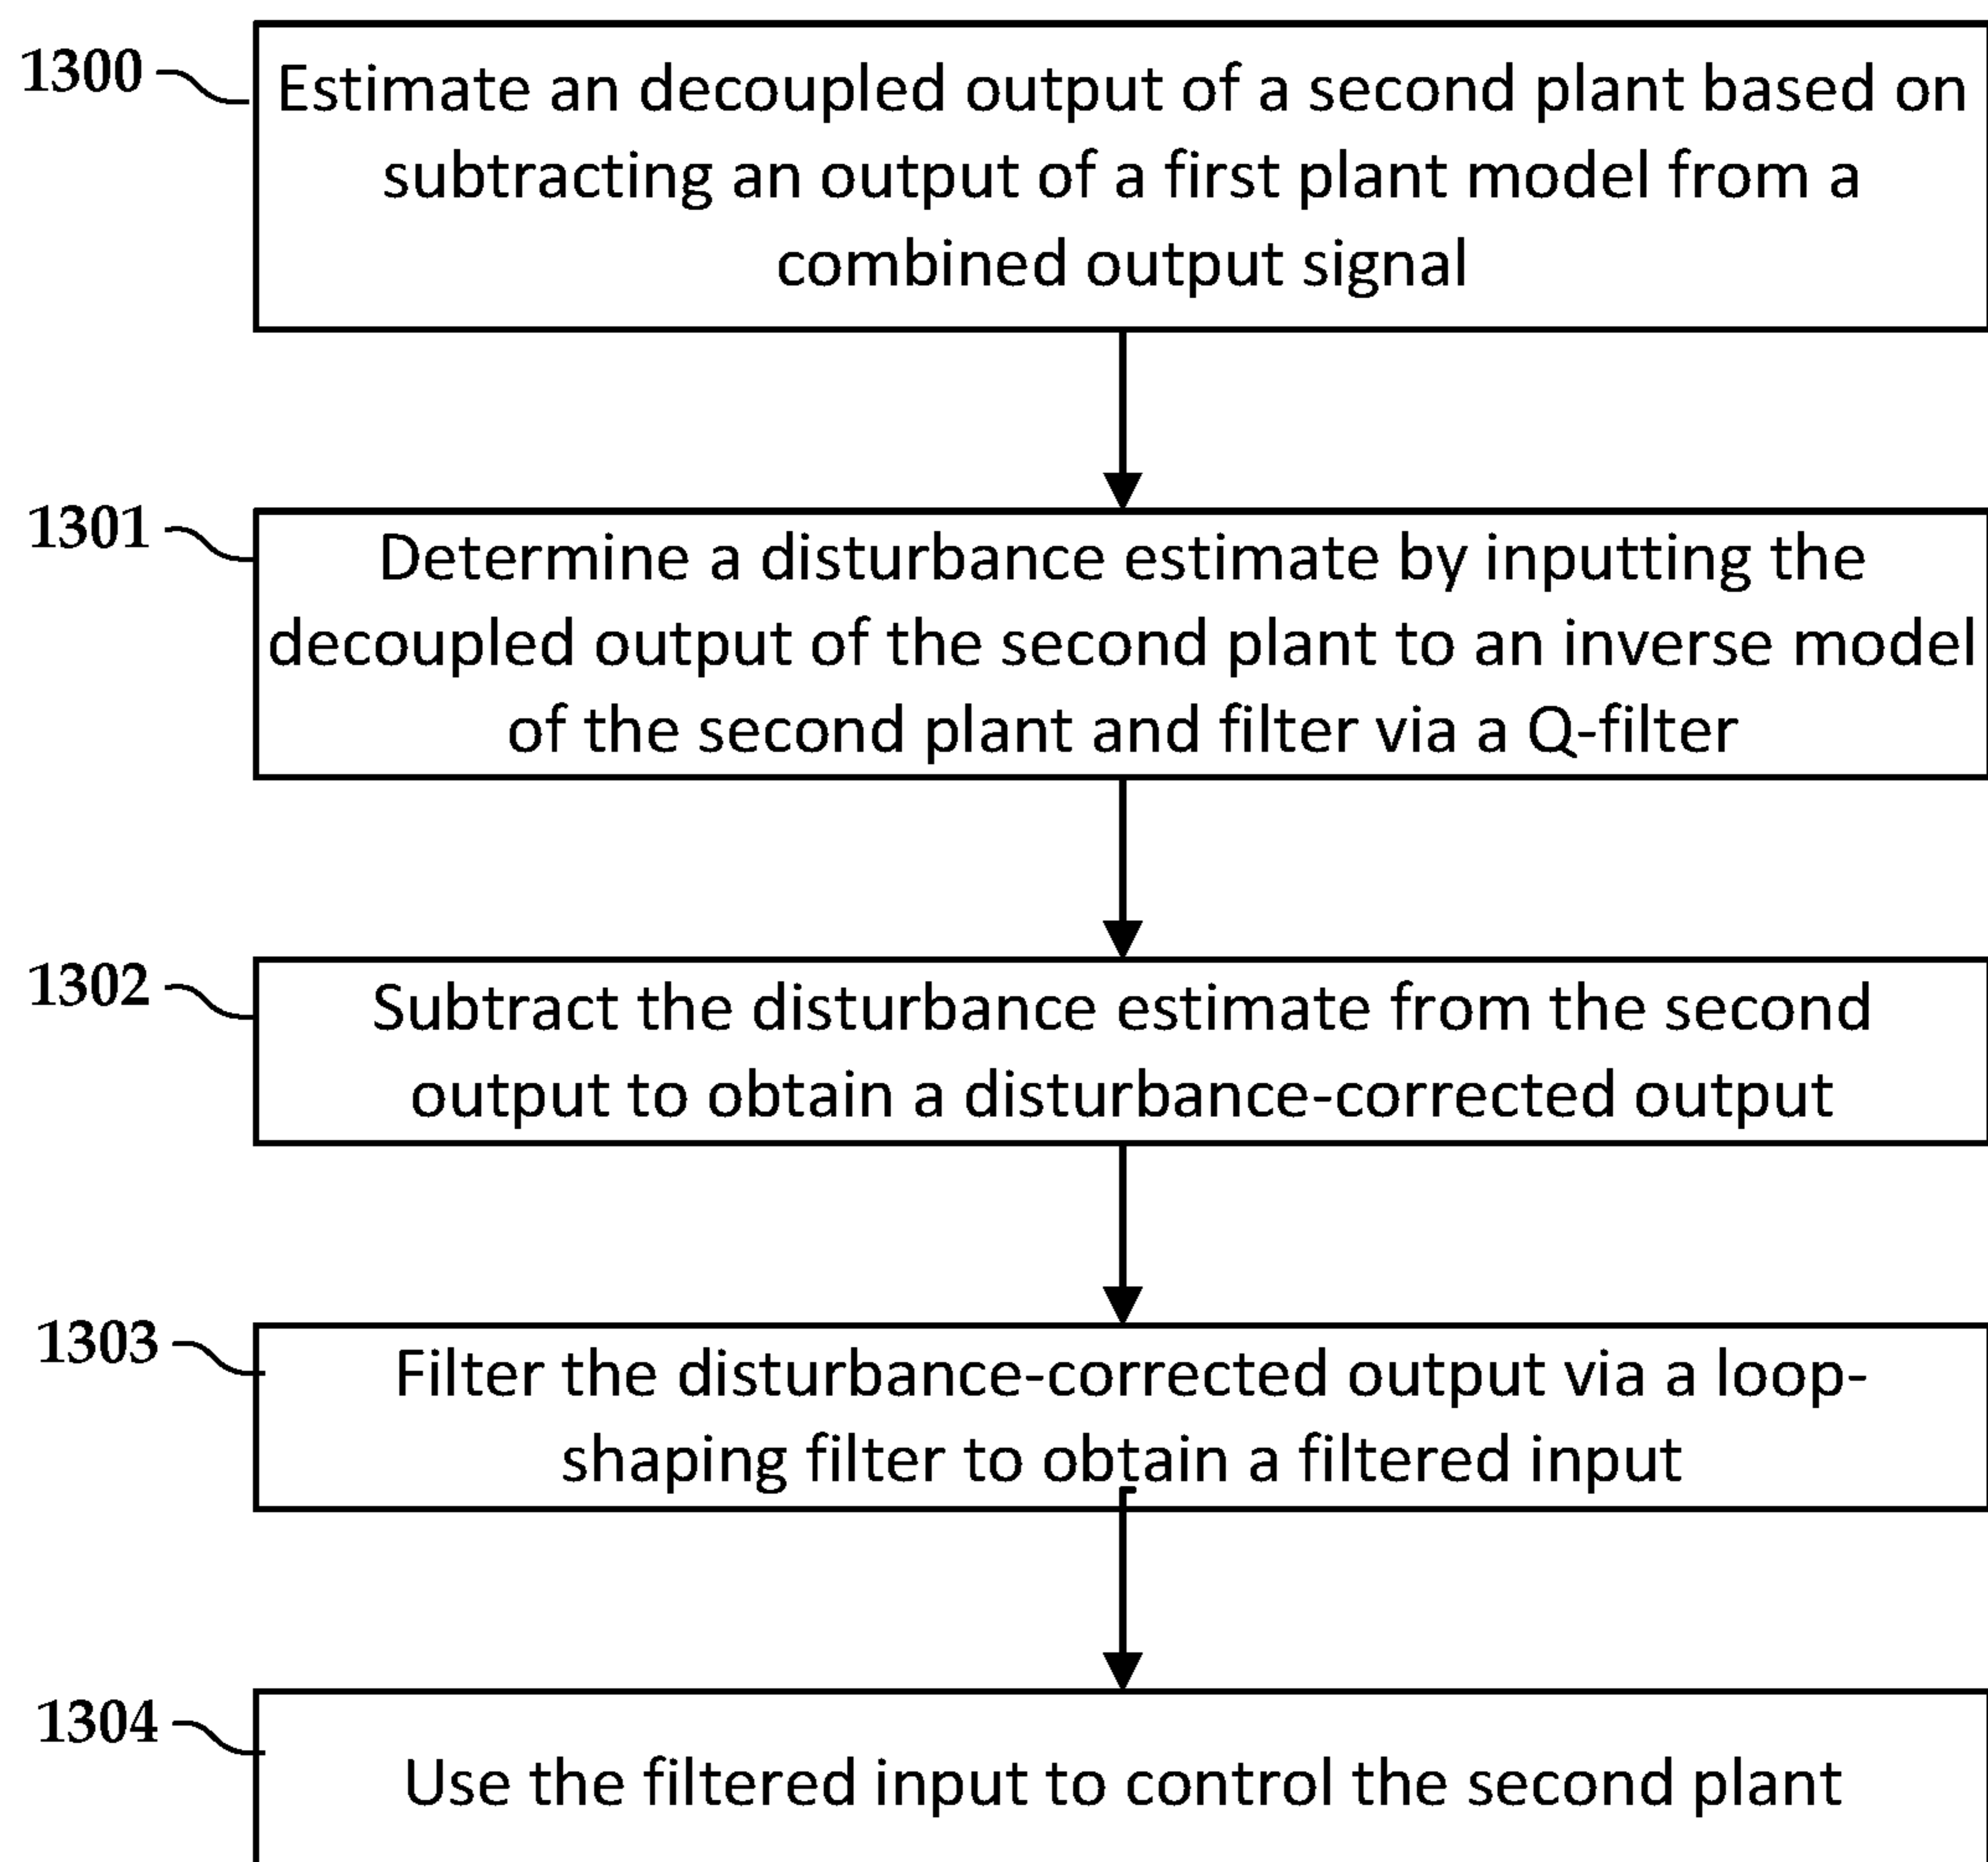 1300
Estimate an decoupled output of a second plant based on
subtracting an output of a first plant model from a
combined output signal
1301
Determine a disturbance estimate by inputting the
decoupled output of the second plant to an inverse model
of the second plant and filter via a Q-filter
1302
Subtract the disturbance estimate from the second
output to obtain a disturbance-corrected output
1303
Filter the disturbance-corrected output via a loop-
shaping filter to obtain a filtered input
1304
Use the filtered input to control the second plant